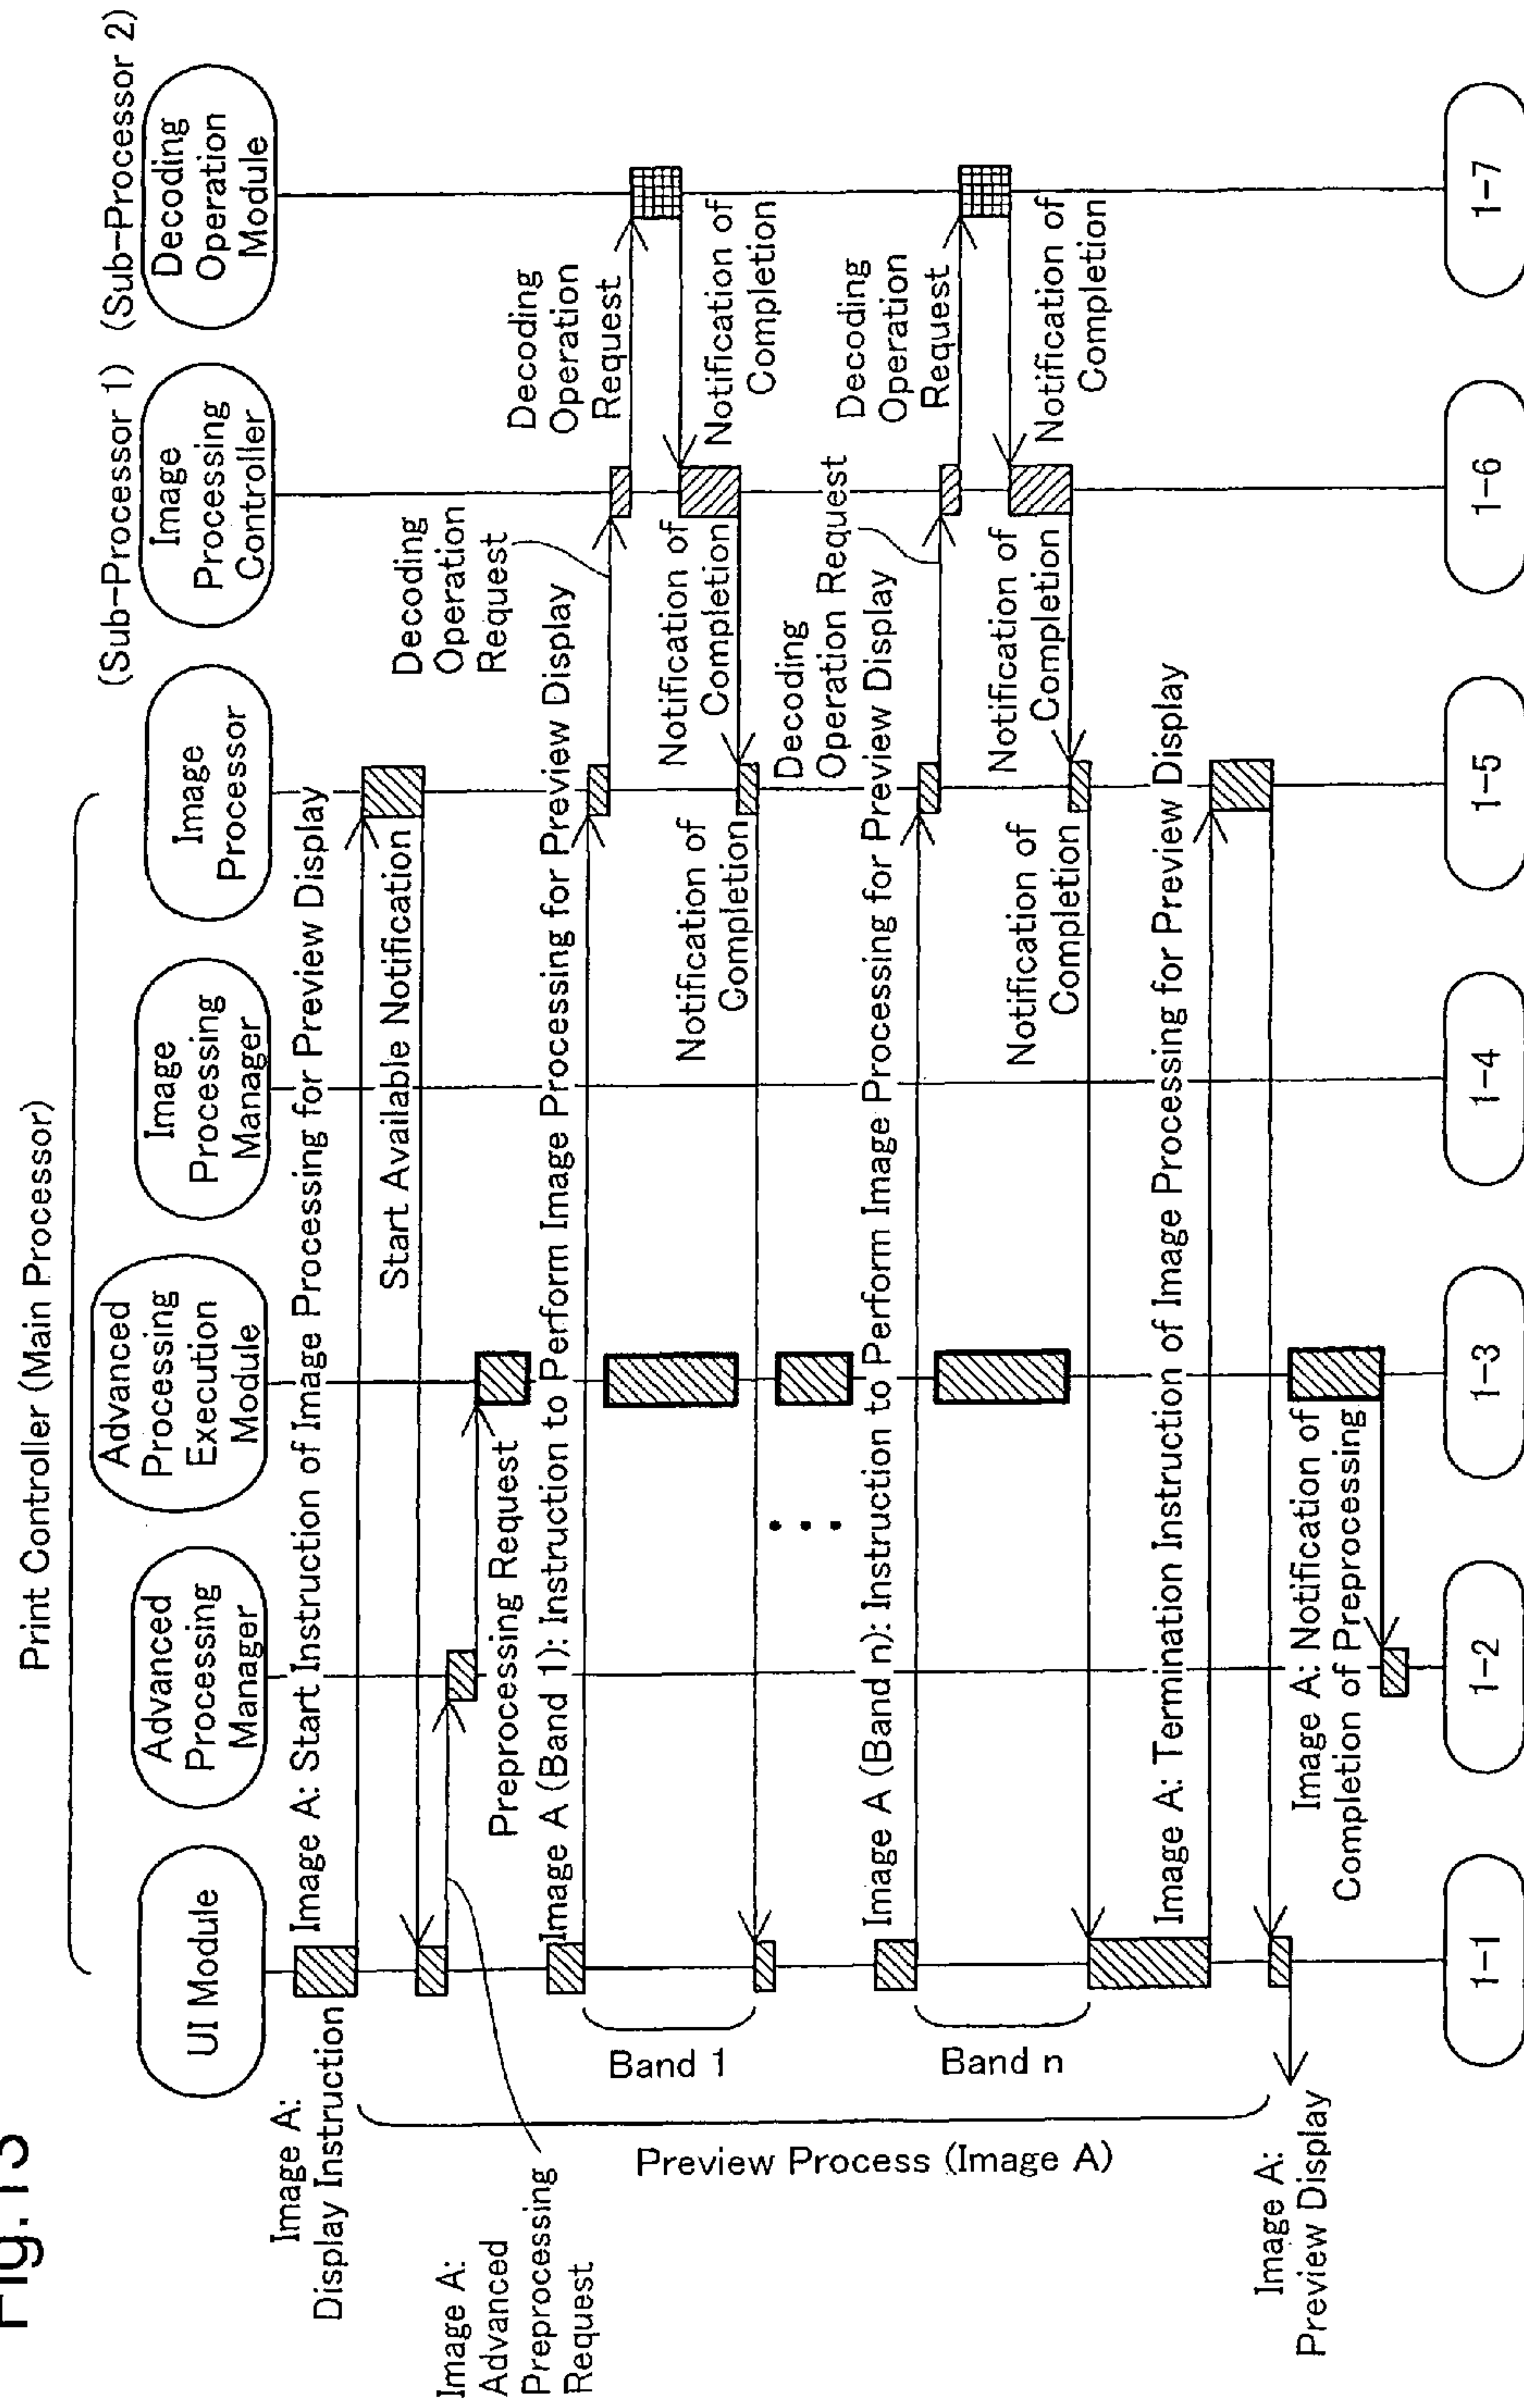 Print Controller (Main Processor)
(Sub-Processor 1)
(Sub-Processor 2)
UI Module
Advanced
Processing
Manager
Advanced
Processing
Execution
Module
Image
Processing
Manager
Image
Processor
Image
Processing
Controller
Decoding
Operation
Module
Image A:
Display Instruction
Image A: Start Instruction of Image Processing for Preview Display
Start Available Notification
Image A:
Advanced
Preprocessing
Request
Preprocessing Request
Image A (Band 1): Instruction to Perform Image Processing for Preview Display
Decoding
Operation
Request
Decoding
Operation
Request
Notification of
Completion
Notification of
Completion
Notification of
Completion
Band 1
Image A (Band n): Instruction to Perform Image Processing for Preview Display
Decoding
Operation Request
Decoding
Operation
Request
Notification of
Completion
Notification of
Completion
Notification of
Completion
Band n
Preview Process (Image A)
Image A: Termination Instruction of Image Processing for Preview Display
Image A:
Preview Display
Image A: Notification of
Completion of Preprocessing
1-1
1-2
1-3
1-4
1-5
1-6
1-7